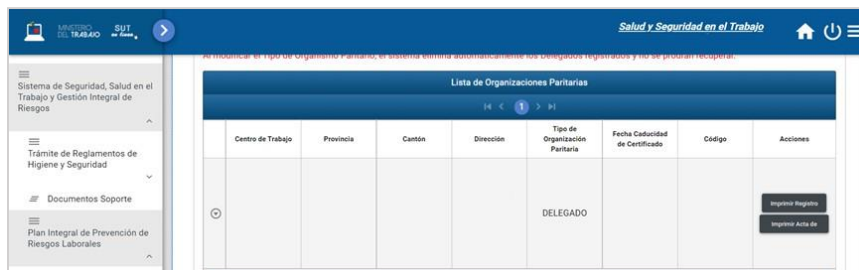 MINISTERIO
DEL TRABAJO
SUT
en línea.
Salud y Seguridad en el Trabajo
Al modificar el Tipo de Organismo Paritario, el sistema elimina automáticamente los Delegados registrados y no se prodrán recuperar.
Sistema de Seguridad, Salud en el
Trabajo y Gestión Integral de
Riesgos
Trámite de Reglamentos de
Higiene y Seguridad
Documentos Soporte
Plan Integral de Prevención de
Riesgos Laborales
Lista de Organizaciones Paritarias
1
Centro de Trabajo
Provincia
Cantón
Dirección
Tipo de
Organización
Paritaria
Fecha Caducidad
de Certificado
Código
Acciones
DELEGADO
Imprimir Registro
Imprimir Acta de